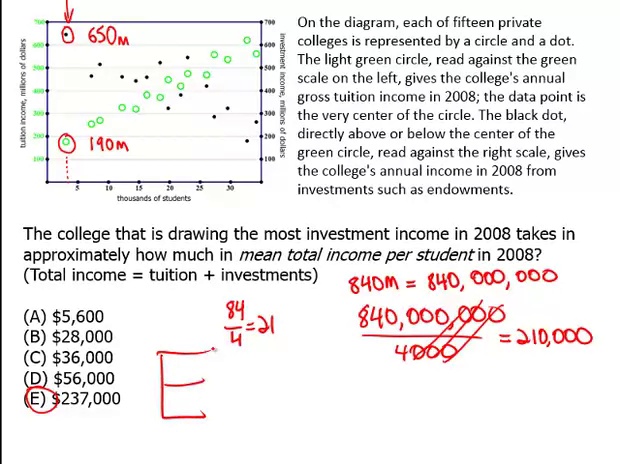 700
600
500
400
300
200
100
700
600
500
400
300
200
100
tuition income, millions of dollars
investment income, millions of dollars
5 10 15 20 25 30
thousands of students
650m
190m
On the diagram, each of fifteen private
colleges is represented by a circle and a dot.
The light green circle, read against the green
scale on the left, gives the college's annual
gross tuition income in 2008; the data point is
the very center of the circle. The black dot,
directly above or below the center of the
green circle, read against the right scale, gives
the college's annual income in 2008 from
investments such as endowments.
The college that is drawing the most investment income in 2008 takes in
approximately how much in mean total income per student in 2008?
(Total income = tuition + investments)
840m = 840,000,000
(A) $5,600
(B) $28,000
(C) $36,000
(D) $56,000
(E) $237,000
84
4 = 21
E
840,000,000
4000 = 210,000